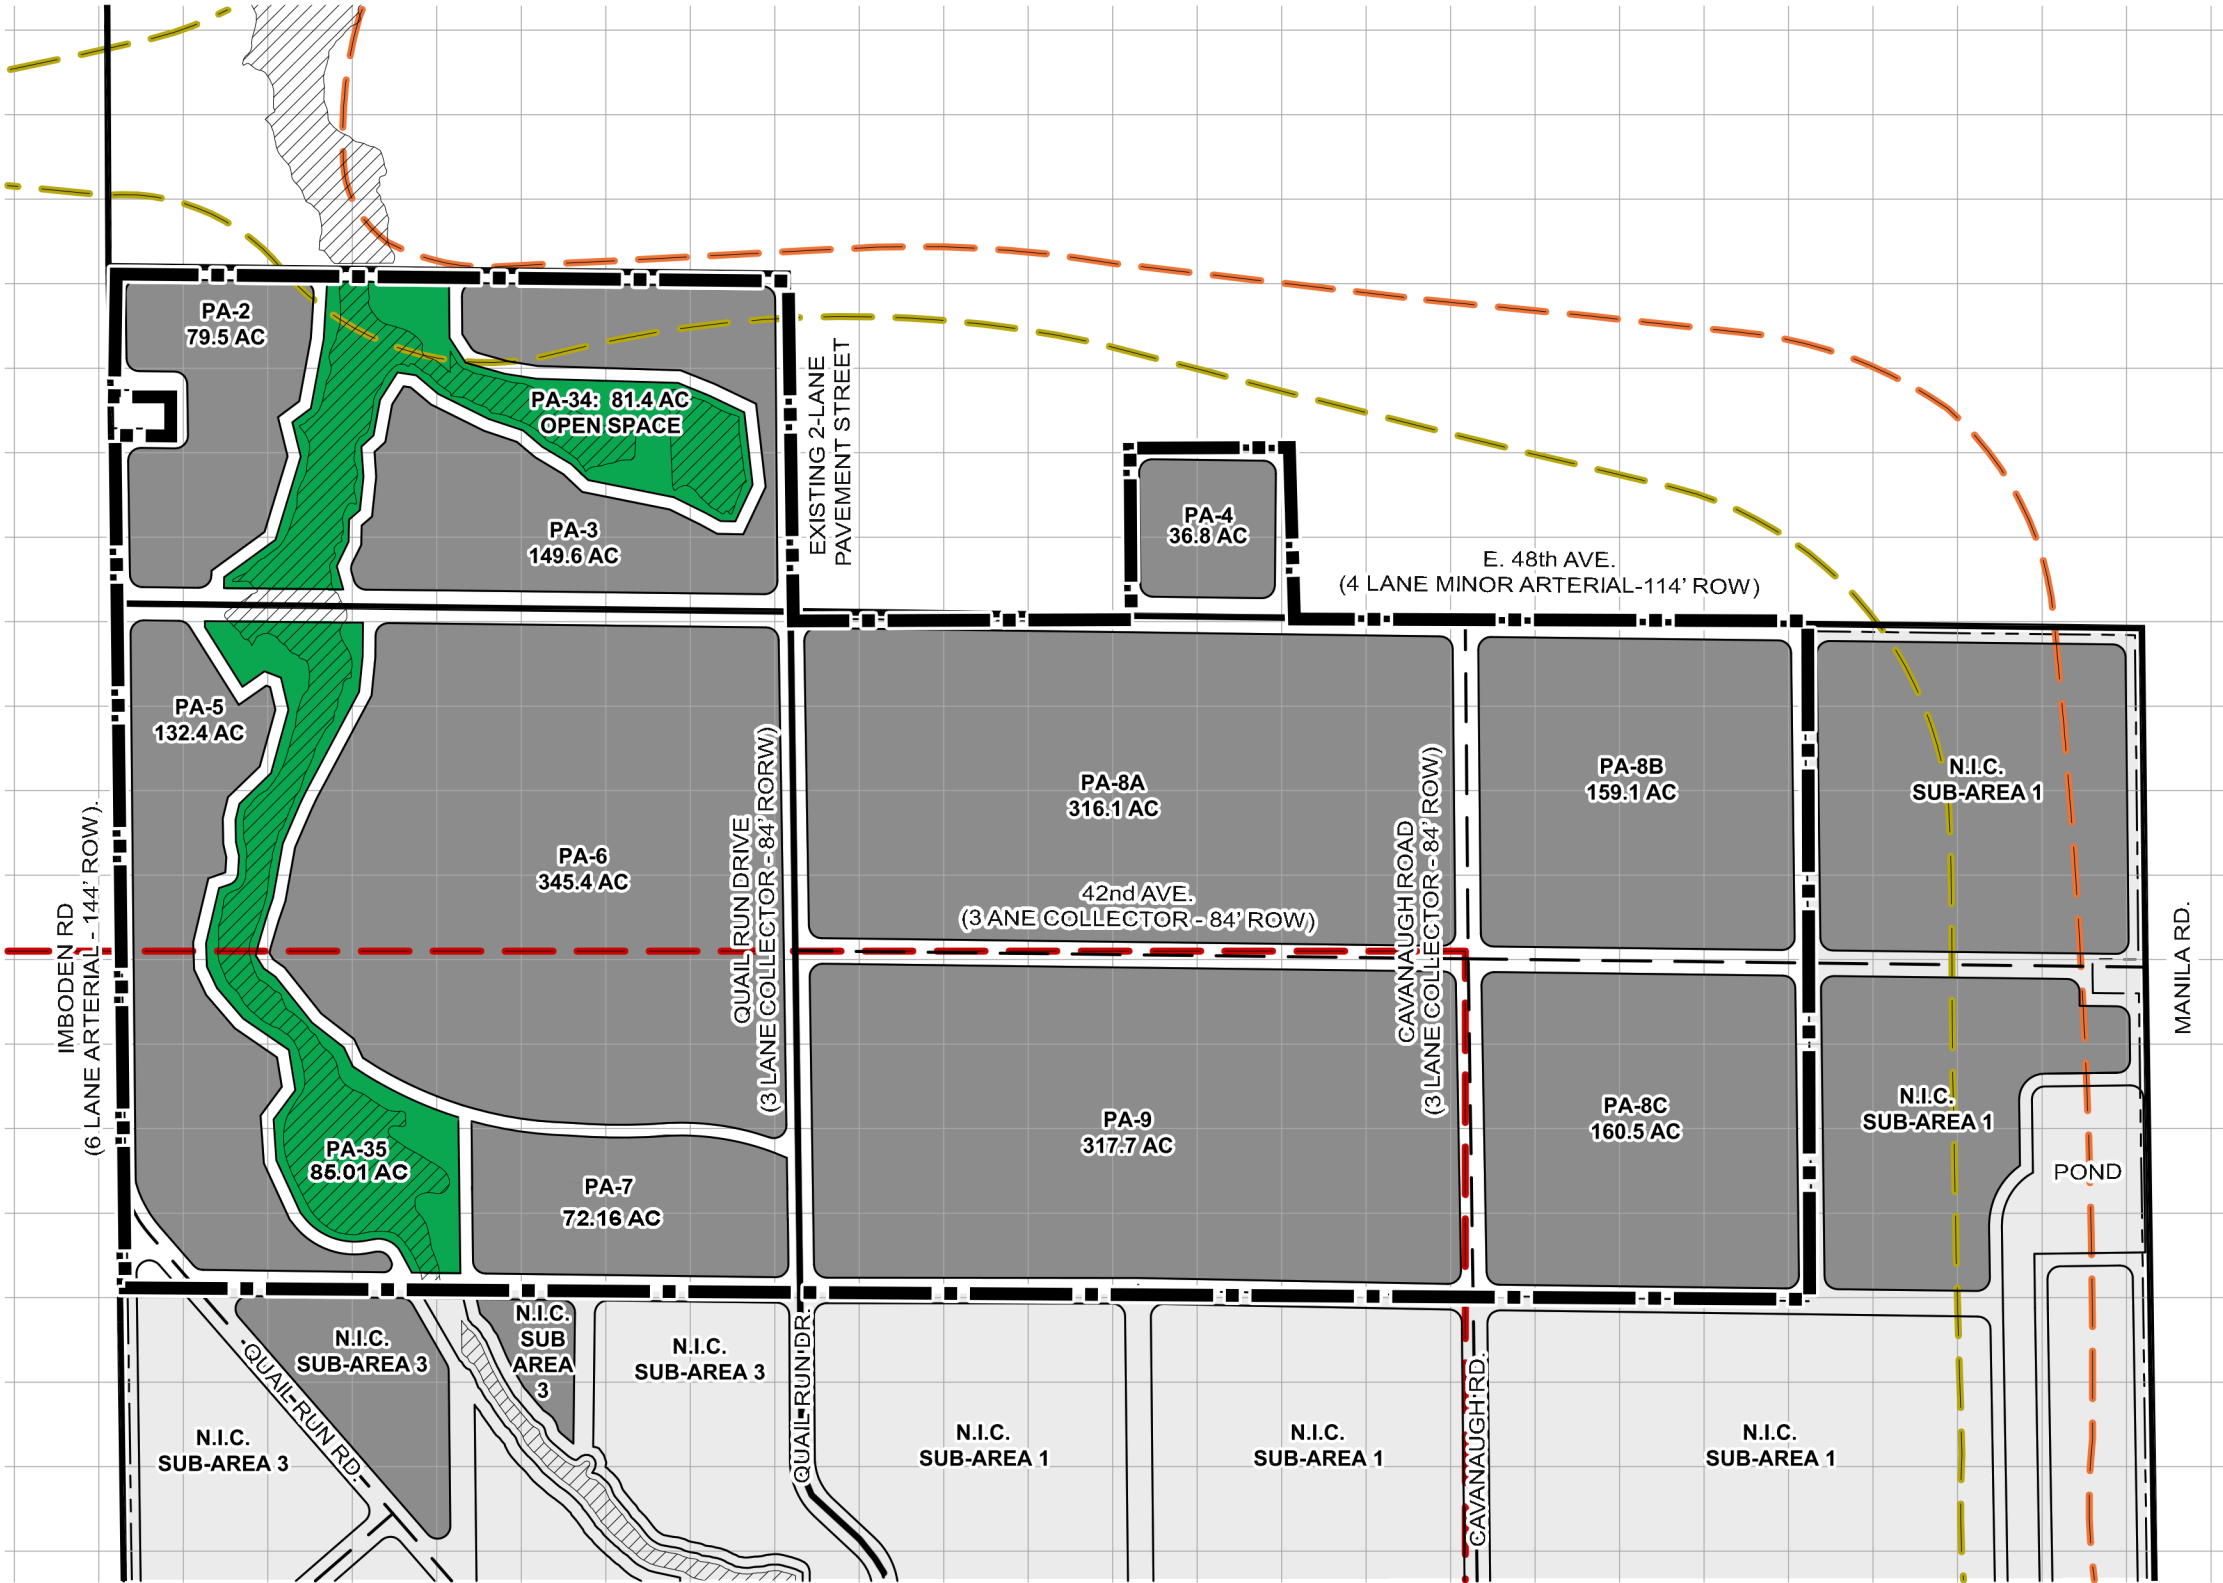 PA-2
79.5 AC
PA-34: 81.4 AC
OPEN SPACE
PA-3
149.6 AC
EXISTING 2-LANE
PAVEMENT STREET
PA-4
36.8 AC
E. 48th AVE.
(4 LANE MINOR ARTERIAL-114' ROW)
PA-5
132.4 AC
PA-6
345.4 AC
QUAIL RUN DRIVE
(3 LANE COLLECTOR - 84' RORW)
PA-8A
316.1 AC
42nd AVE.
(3 ANE COLLECTOR - 84' ROW)
CAVANAUGH ROAD
(3 LANE COLLECTOR - 84' ROW)
PA-8B
159.1 AC
N.I.C.
SUB-AREA 1
IMBODEN RD
(6 LANE ARTERIAL - 144' ROW).
MANILA RD.
PA-35
85.01 AC
PA-7
72.16 AC
PA-9
317.7 AC
PA-8C
160.5 AC
N.I.C.
SUB-AREA 1
POND
N.I.C.
SUB-AREA 3
N.I.C.
SUB
AREA
3
N.I.C.
SUB-AREA 3
N.I.C.
SUB-AREA 3
QUAIL RUN RD.
QUAIL RUN DR.
N.I.C.
SUB-AREA 1
N.I.C.
SUB-AREA 1
CAVANAUGH RD.
N.I.C.
SUB-AREA 1